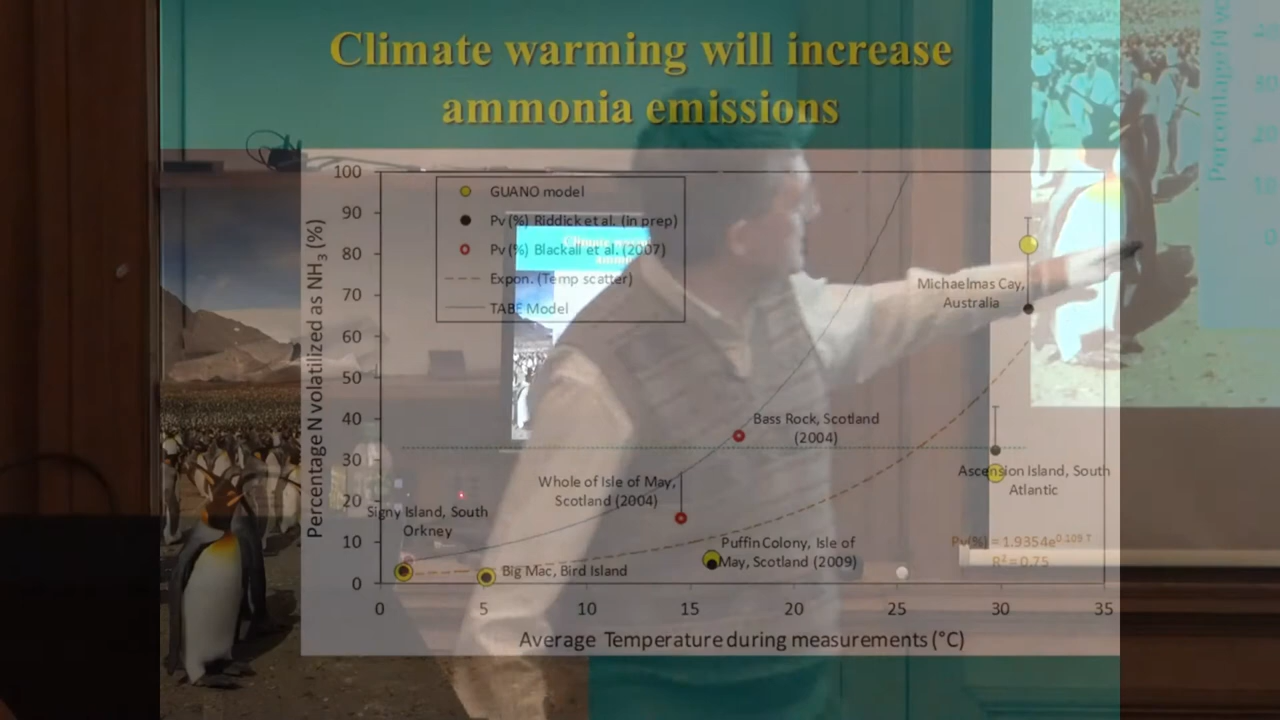 Climate warming will increase
ammonia emissions
Percentage N volatilized as NH3 (%)
100
90
80
70
60
50
40
30
20
10
0
GUANO model
Pv (%) Riddick et al. (in prep)
Pv (%) Blackall et al. (2007)
Expon. (Temp scatter)
TABE Model
Michaelmas Cay,
Australia
Bass Rock, Scotland
(2004)
Whole of Isle of May,
Scotland (2004)
Ascension Island, South
Atlantic
Signy Island, South
Orkney
Puffin Colony, Isle of
May, Scotland (2009)
Big Mac, Bird Island
Pv(%) = 1.9354e^0.109T
R² = 0.75
0 5 10 15 20 25 30 35
Average Temperature during measurements (°C)